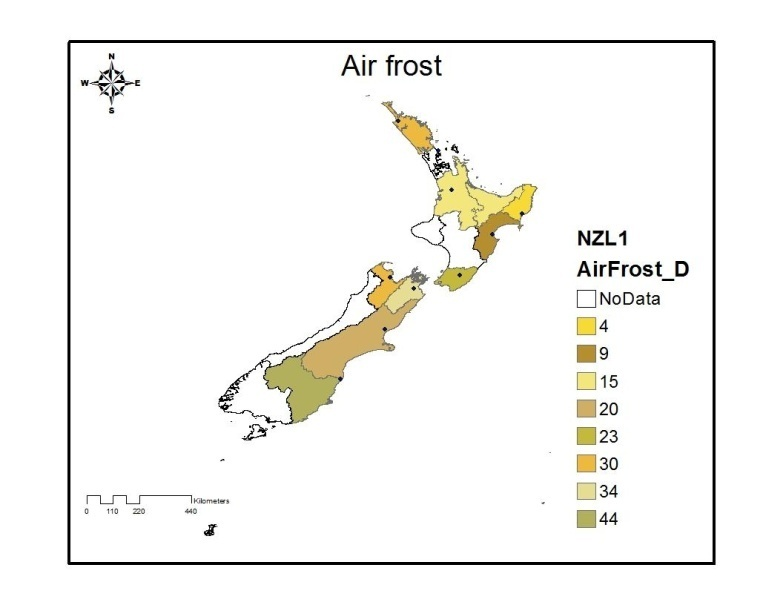 Air frost
N
W E
S
NZL1
AirFrost_D
NoData
4
9
15
20
23
30
34
44
Kilometers
0 110 220 440